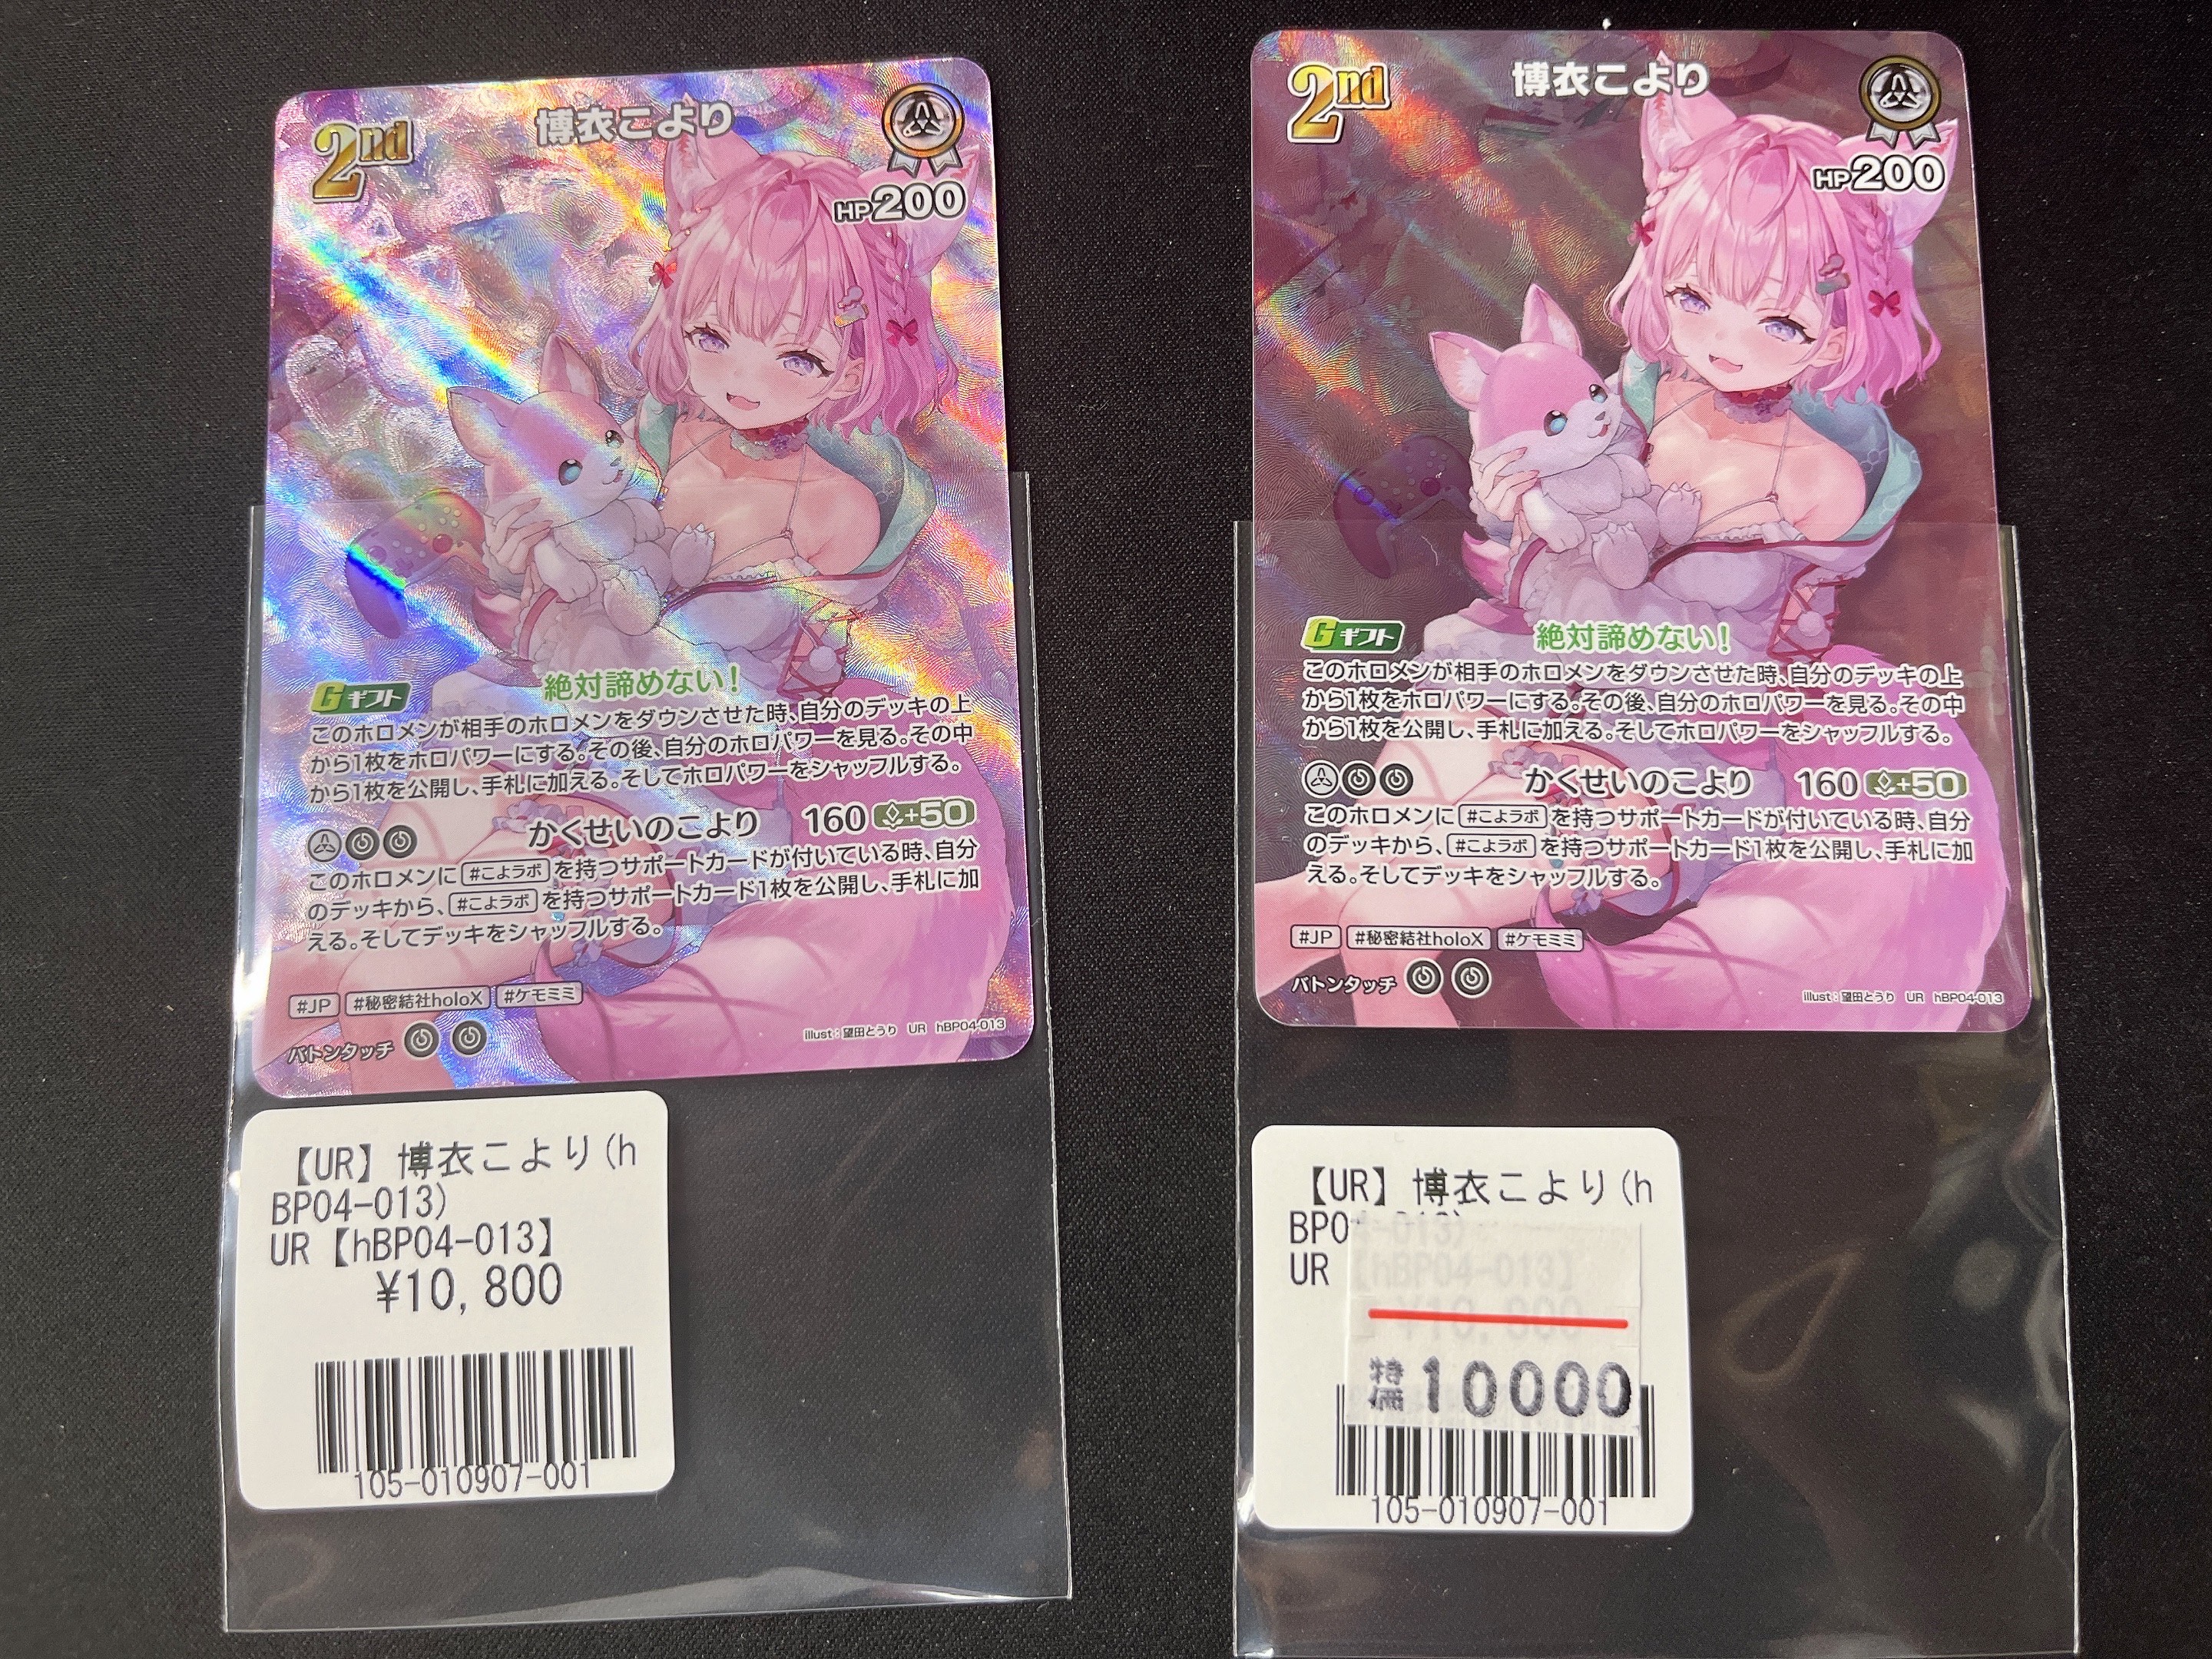 2nd
博衣こより
HP200
Gギフト 絶対諦めない!
このホロメンが相手のホロメンをダウンさせた時、自分のデッキの上
から1枚をホロパワーにする。その後、自分のホロパワーを見る。その中
から1枚を公開し、手札に加える。そしてホロパワーをシャッフルする。
かくせいのこより 160 +50
このホロメンに #こよラボ を持つサポートカードが付いている時、自分
のデッキから、#こよラボ を持つサポートカード1枚を公開し、手札に加
える。そしてデッキをシャッフルする。
#JP #秘密結社holoX #ケモミミ
バトンタッチ
illust:望田とうり UR hBP04-013
【UR】博衣こより(h
BP04-013)
UR【hBP04-013】
¥10,800
105-010907-001
2nd
博衣こより
HP200
Gギフト 絶対諦めない!
このホロメンが相手のホロメンをダウンさせた時、自分のデッキの上
から1枚をホロパワーにする。その後、自分のホロパワーを見る。その中
から1枚を公開し、手札に加える。そしてホロパワーをシャッフルする。
かくせいのこより 160 +50
このホロメンに #こよラボ を持つサポートカードが付いている時、自分
のデッキから、#こよラボ を持つサポートカード1枚を公開し、手札に加
える。そしてデッキをシャッフルする。
#JP #秘密結社holoX #ケモミミ
バトンタッチ
illust:望田とうり UR hBP04-013
【UR】博衣こより(h
BP04-013)
UR【hBP04-013】
¥10,800
特価 10000
105-010907-001